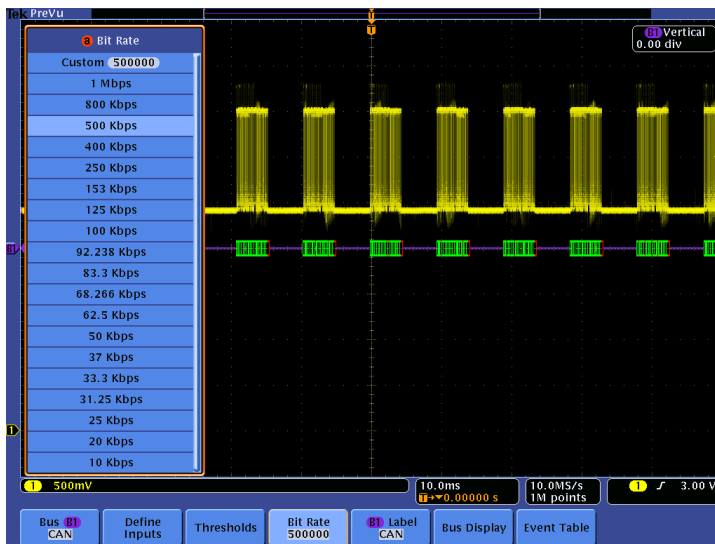 Tek PreVu
a Bit Rate
Custom 500000
1 Mbps
800 Kbps
500 Kbps
400 Kbps
250 Kbps
153 Kbps
125 Kbps
100 Kbps
92.238 Kbps
83.3 Kbps
68.266 Kbps
62.5 Kbps
50 Kbps
37 Kbps
33.3 Kbps
31.25 Kbps
25 Kbps
20 Kbps
10 Kbps
T
T
B1 Vertical
0.00 div
B1
1
1 500mV
10.0ms
T→▼0.00000 s
10.0MS/s
1M points
1 ƒ 3.00 V
Bus B1
CAN
Define
Inputs
Thresholds
Bit Rate
500000
B1 Label
CAN
Bus Display
Event Table